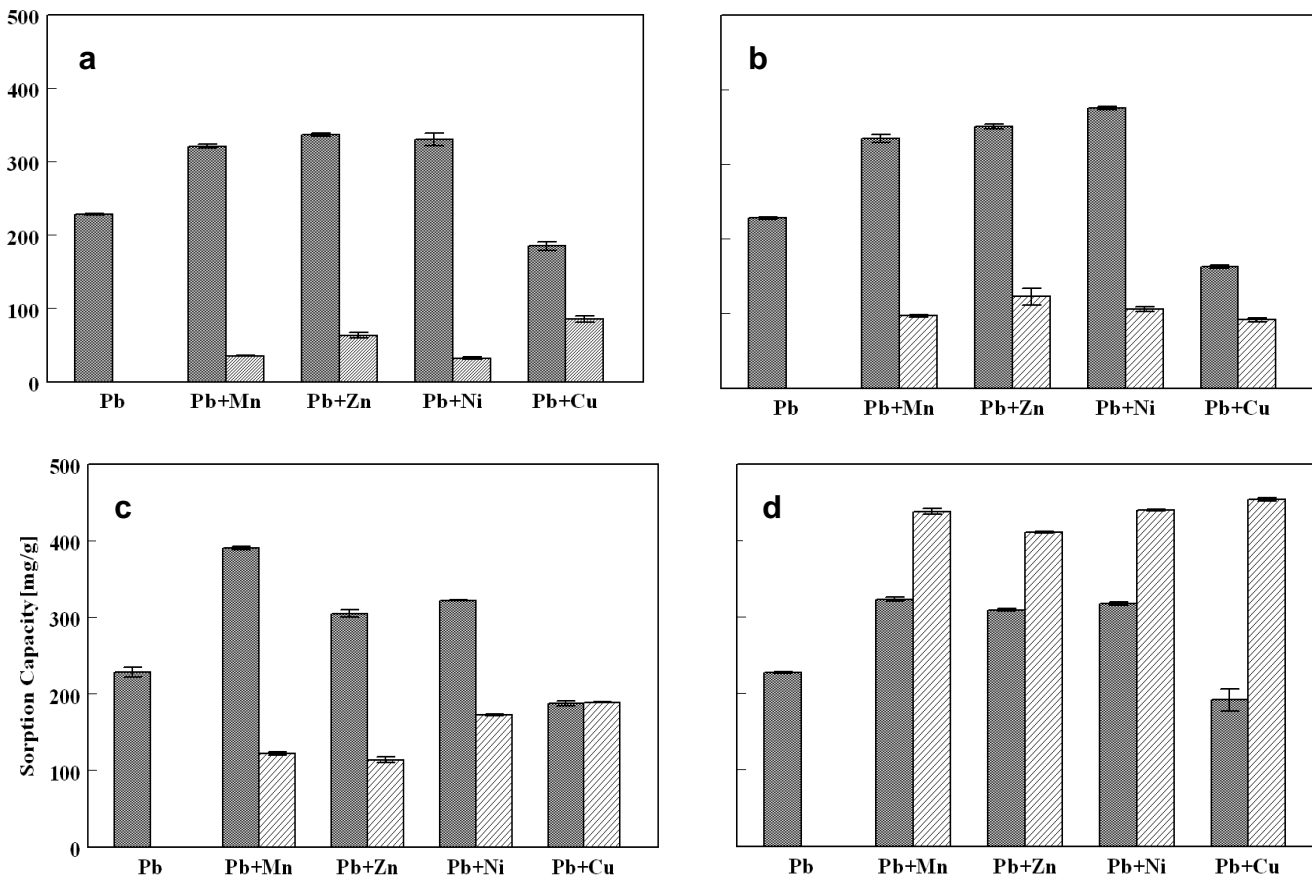 500
400
300
200
100
0
a
Pb Pb+Mn Pb+Zn Pb+Ni Pb+Cu
b
Pb Pb+Mn Pb+Zn Pb+Ni Pb+Cu
Sorption Capacity [mg/g]
500
400
300
200
100
0
c
Pb Pb+Mn Pb+Zn Pb+Ni Pb+Cu
d
Pb Pb+Mn Pb+Zn Pb+Ni Pb+Cu